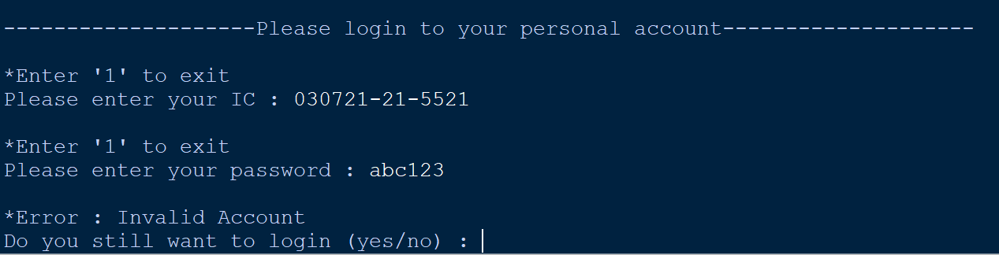 --------------------Please login to your personal account--------------------
*Enter '1' to exit
Please enter your IC : 030721-21-5521
*Enter '1' to exit
Please enter your password : abc123
*Error : Invalid Account
Do you still want to login (yes/no) :